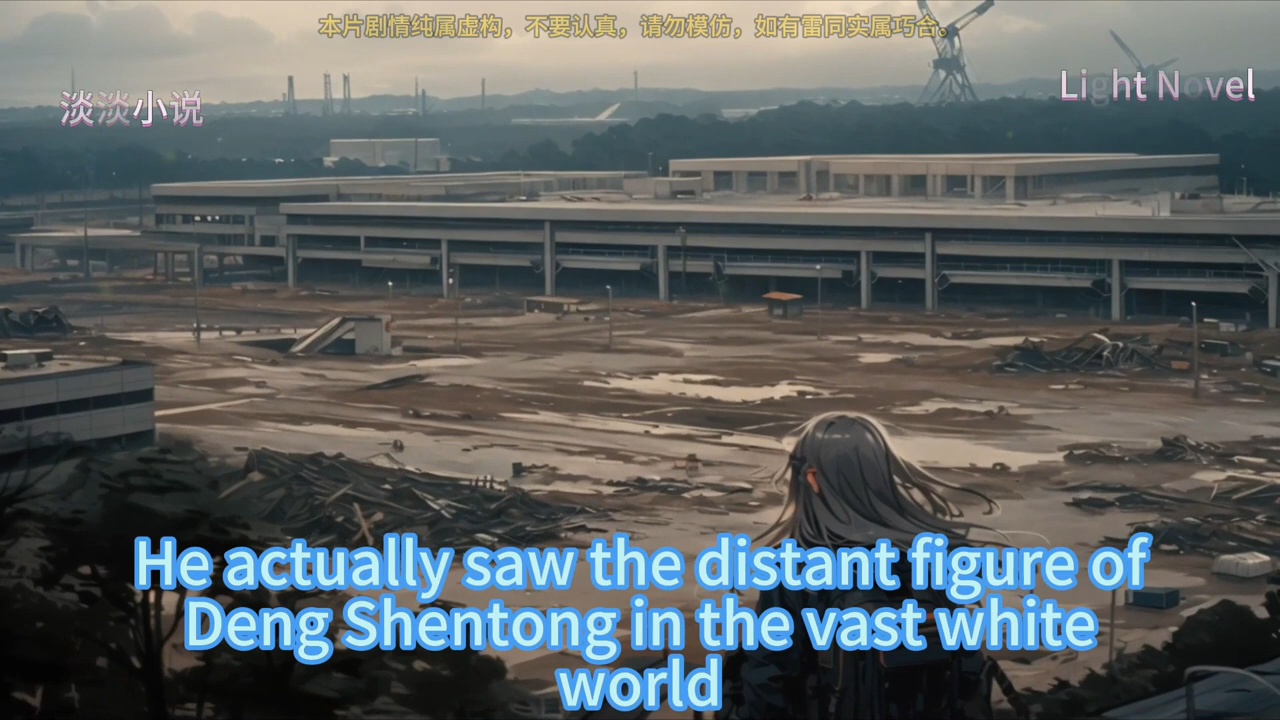 本片剧情纯属虚构，不要认真，请勿模仿，如有雷同实属巧合。
淡淡小说
Light Novel
He actually saw the distant figure of
Deng Shentong in the vast white
world